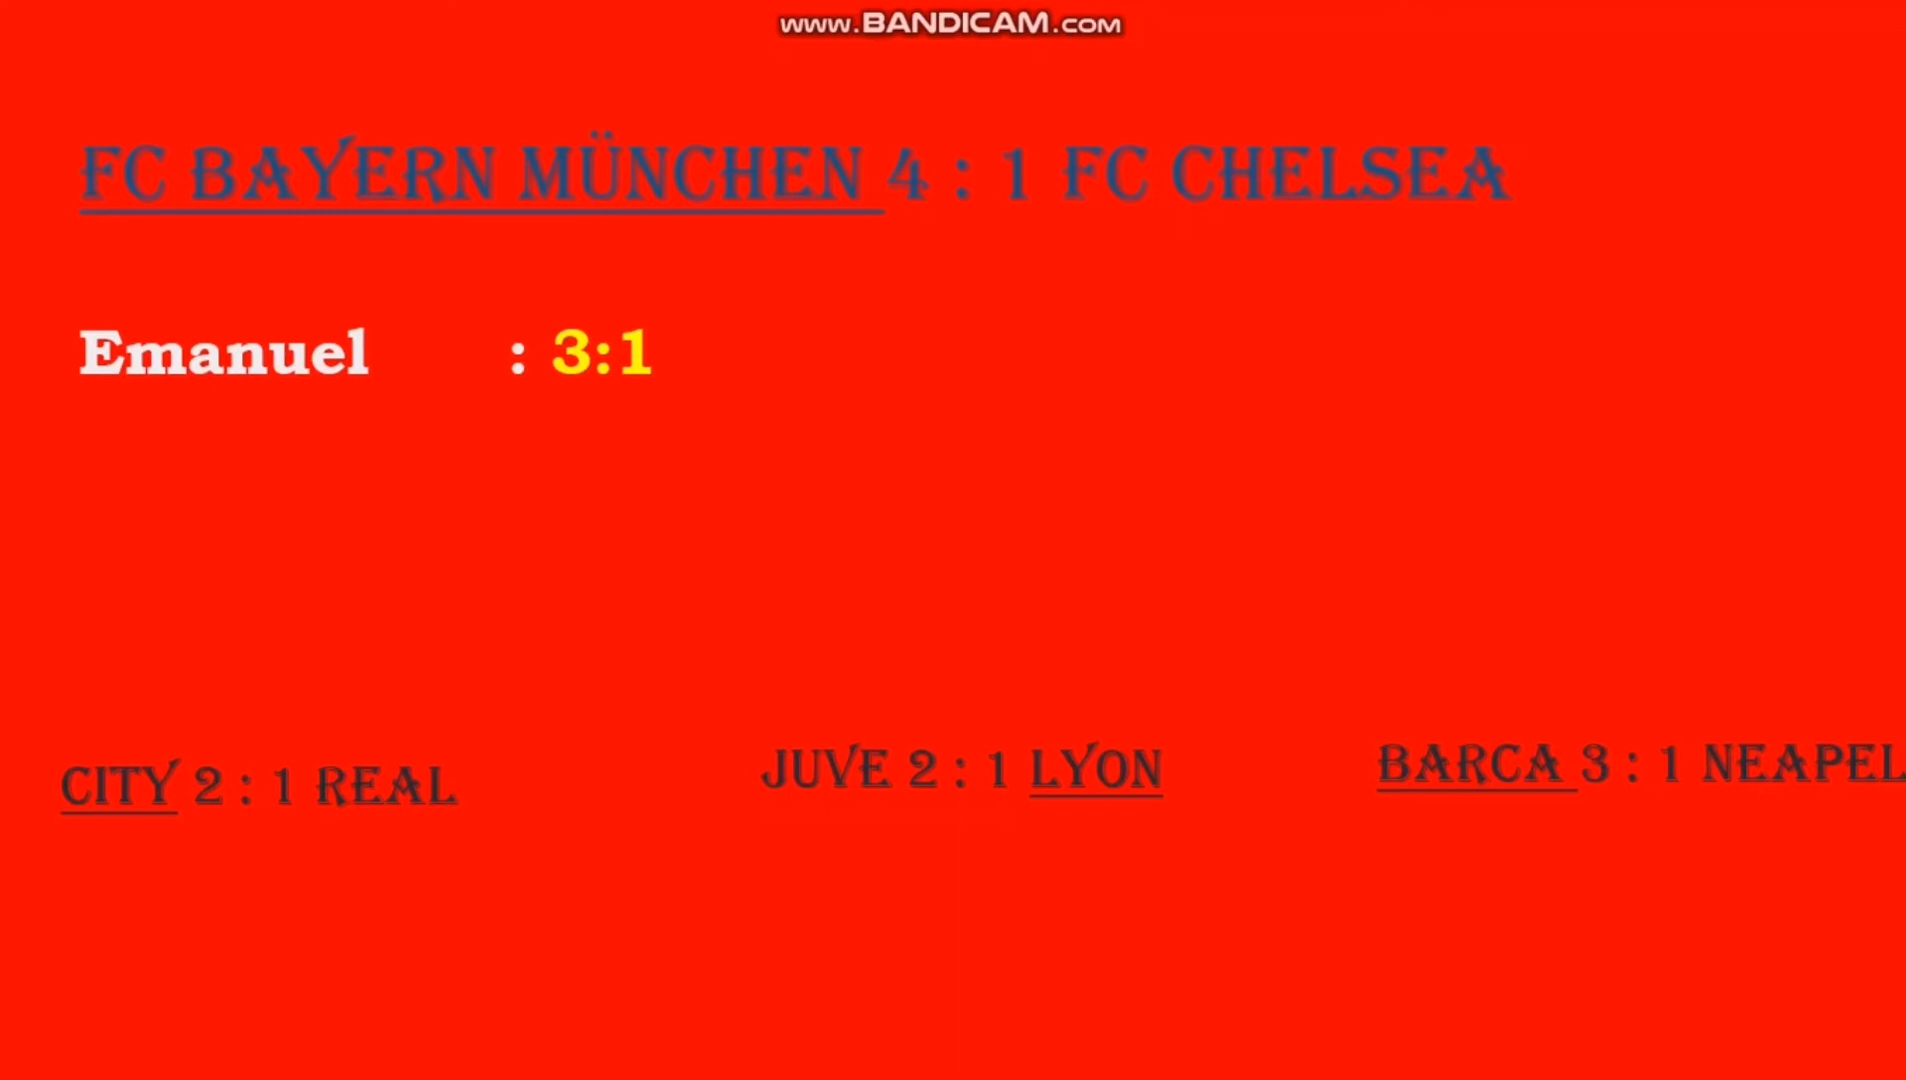 www.BANDICAM.com
FC BAYERN MÜNCHEN 4 : 1 FC CHELSEA
Emanuel : 3:1
CITY 2 : 1 REAL
JUVE 2 : 1 LYON
BARCA 3 : 1 NEAPEL